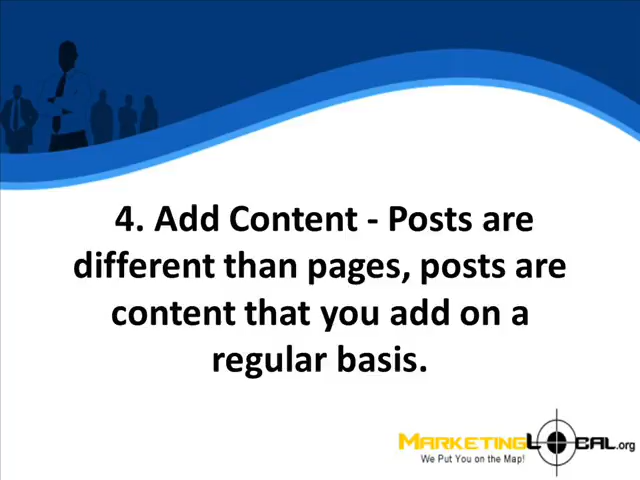 4. Add Content - Posts are
different than pages, posts are
content that you add on a
regular basis.
MARKETINGLOCAL.org
We Put You on the Map!